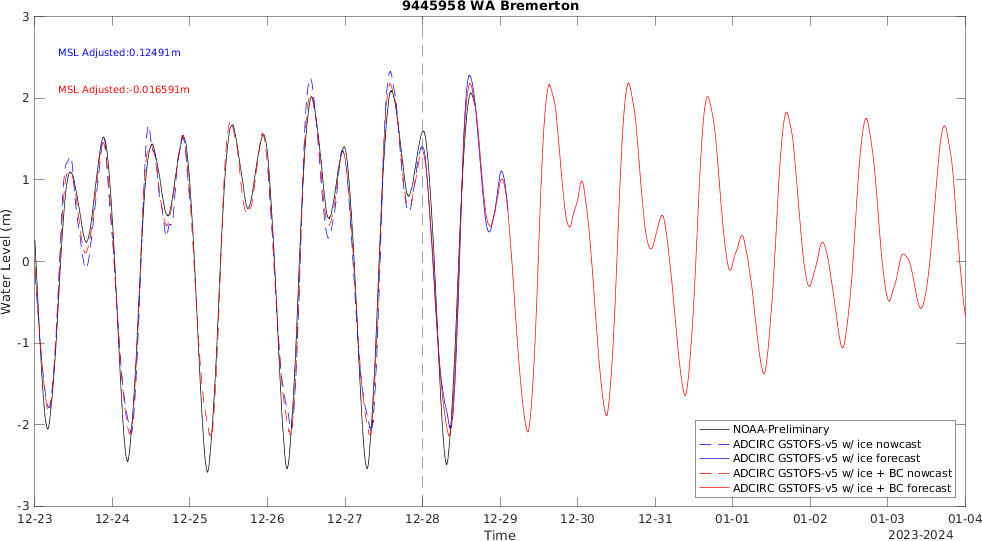 9445958 WA Bremerton
3
2
1
0
-1
-2
-3
Water Level (m)
MSL Adjusted:0.12491m
MSL Adjusted:-0.016591m
NOAA-Preliminary
ADCIRC GSTOFS-v5 w/ ice nowcast
ADCIRC GSTOFS-v5 w/ ice forecast
ADCIRC GSTOFS-v5 w/ ice + BC nowcast
ADCIRC GSTOFS-v5 w/ ice + BC forecast
12-23 12-24 12-25 12-26 12-27 12-28 12-29 12-30 12-31 01-01 01-02 01-03 01-04
Time
2023-2024